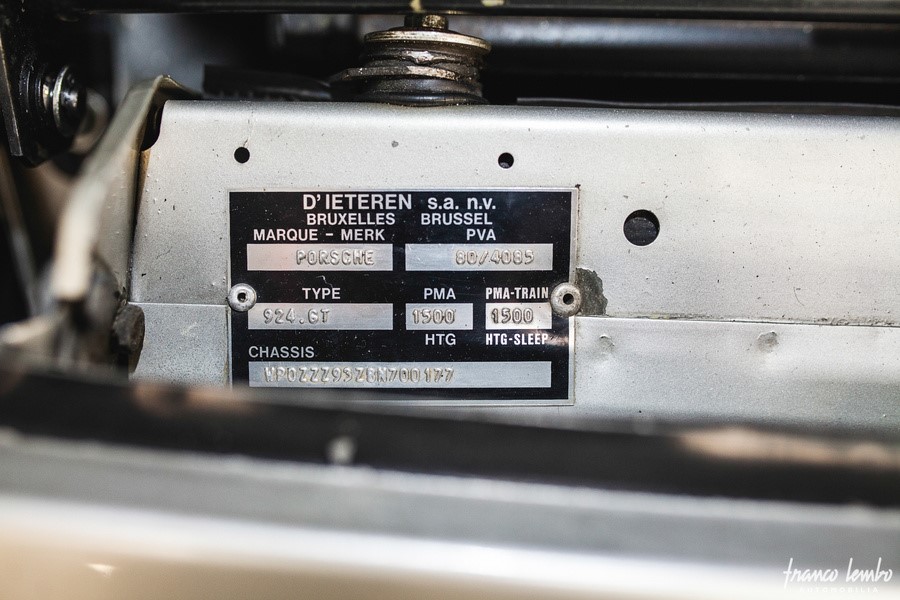 D'IETEREN s.a. n.v.
BRUXELLES BRUSSEL
MARQUE - MERK PVA
PORSCHE 80/4085
TYPE PMA PMA-TRAIN
924.GT 1500 1500
HTG HTG-SLEEP
CHASSIS
WP0ZZZ93ZBN700177
franco lembo
AUTOMOBILIA